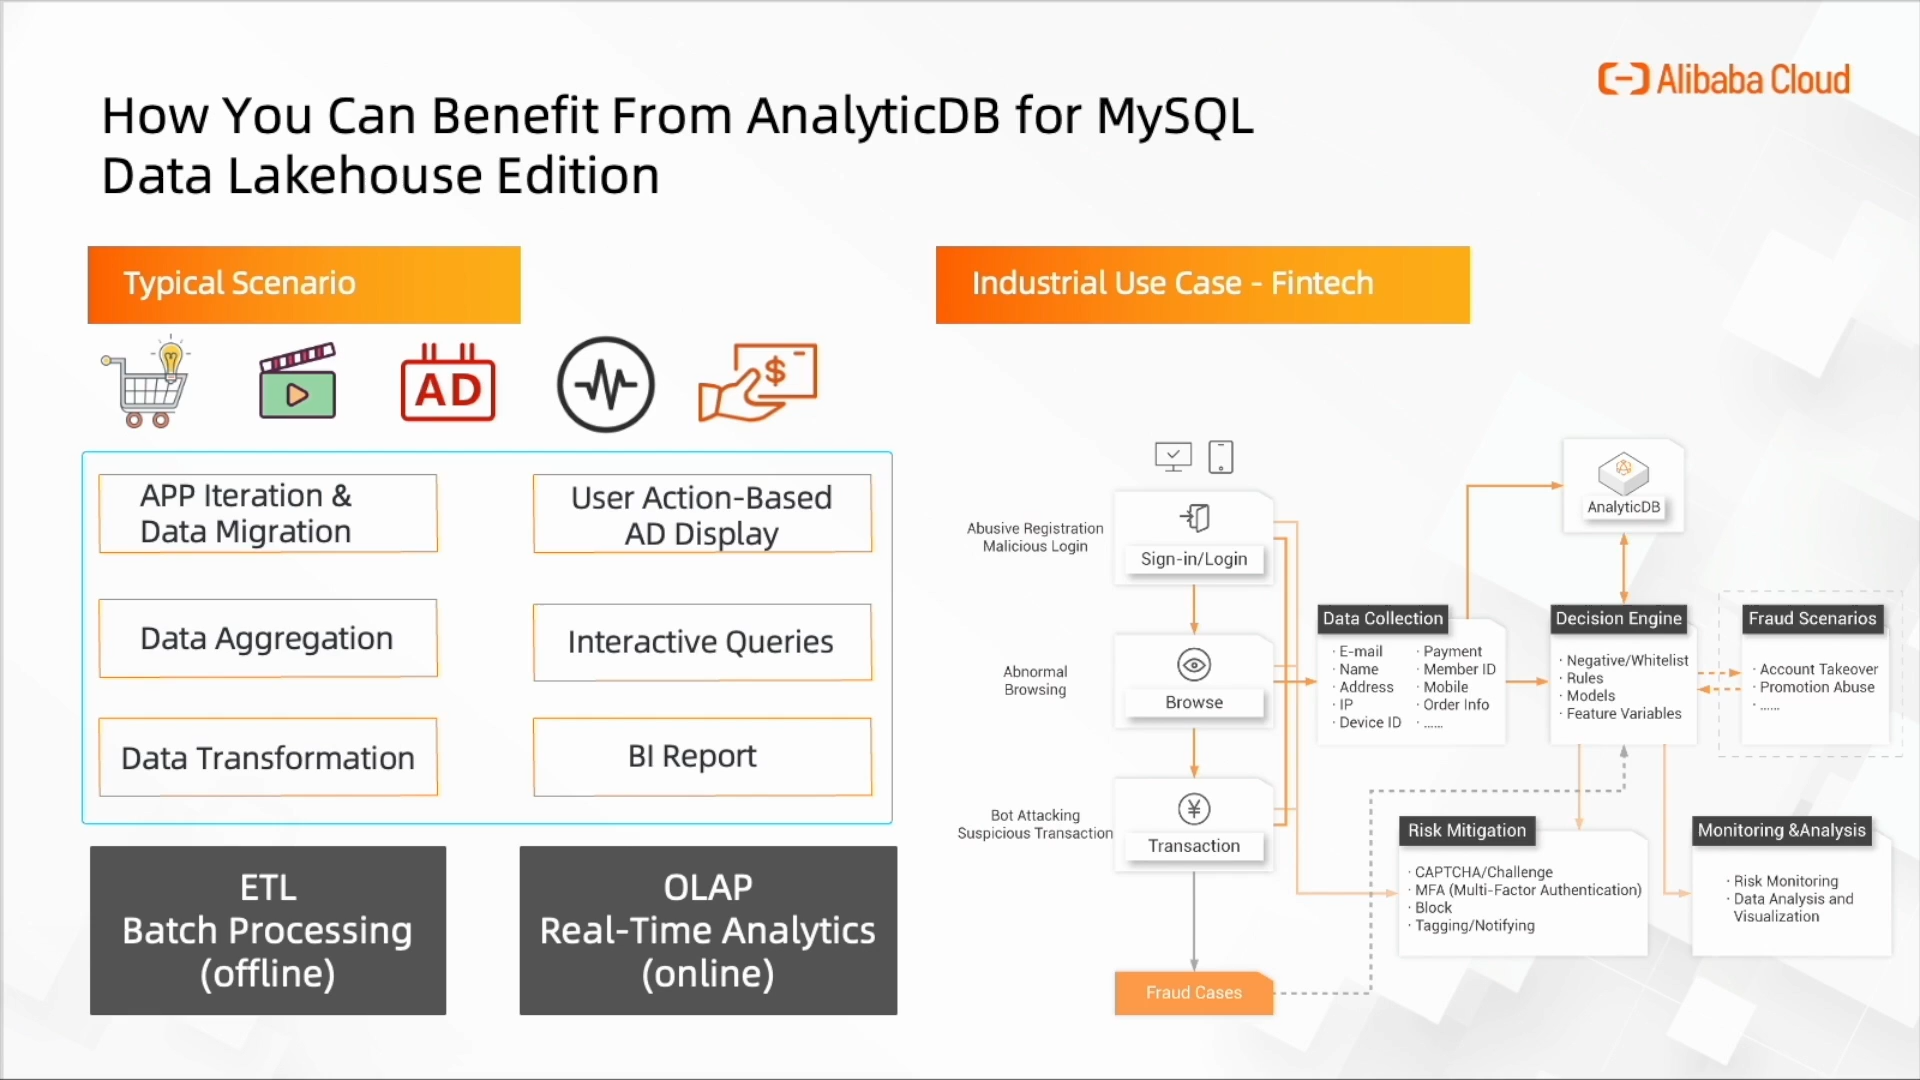 Alibaba Cloud
How You Can Benefit From AnalyticDB for MySQL
Data Lakehouse Edition
Typical Scenario
AD
APP Iteration &
Data Migration
User Action-Based
AD Display
Data Aggregation
Interactive Queries
Data Transformation
BI Report
ETL
Batch Processing
(offline)
OLAP
Real-Time Analytics
(online)
Industrial Use Case - Fintech
Abusive Registration
Malicious Login
Sign-in/Login
Abnormal
Browsing
Browse
Bot Attacking
Suspicious Transaction
Transaction
Fraud Cases
Data Collection
· E-mail
· Name
· Address
· IP
· Device ID
· Payment
· Member ID
· Mobile
· Order Info
· ......
AnalyticDB
Decision Engine
· Negative/Whitelist
· Rules
· Models
· Feature Variables
Fraud Scenarios
· Account Takeover
· Promotion Abuse
· ......
Risk Mitigation
· CAPTCHA/Challenge
· MFA (Multi-Factor Authentication)
· Block
· Tagging/Notifying
Monitoring &Analysis
· Risk Monitoring
· Data Analysis and
Visualization